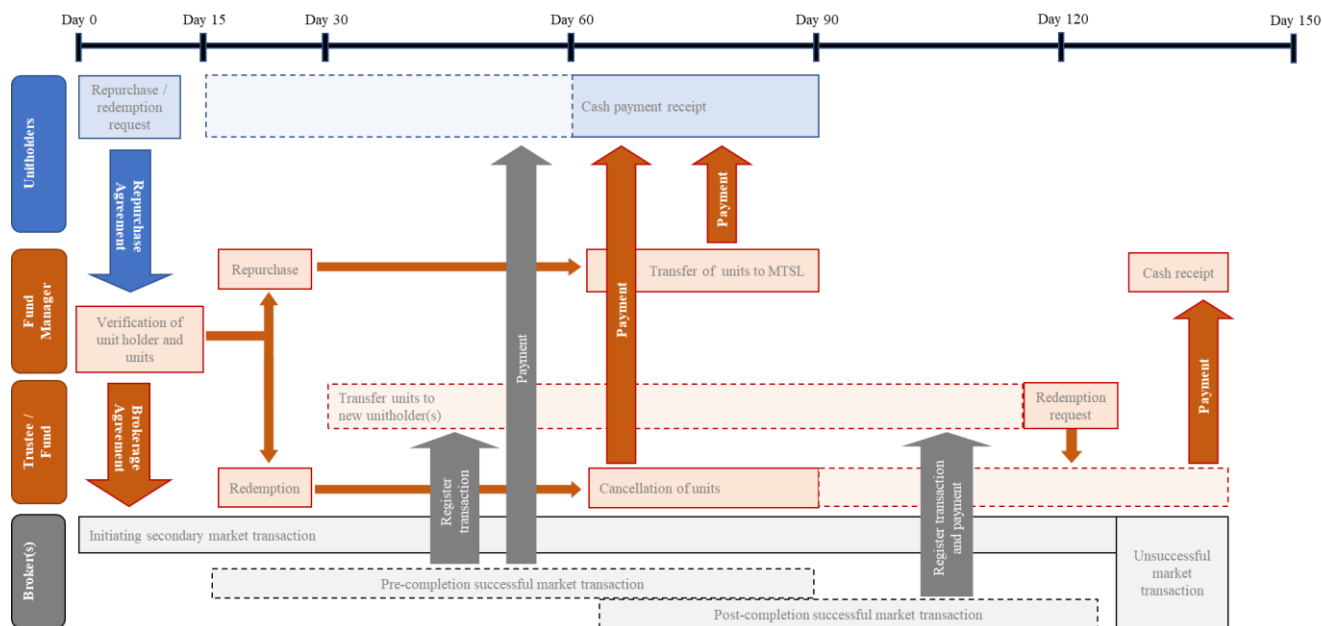 Day 0
Day 15
Day 30
Day 60
Day 90
Day 120
Day 150
Unitholders
Repurchase /
redemption
request
Cash payment receipt
Repurchase
Agreement
Payment
Payment
Payment
Fund
Manager
Repurchase
Transfer of units to MTSL
Cash receipt
Verification of
unit holder and
units
Payment
Trustee /
Fund
Brokerage
Agreement
Transfer units to
new unitholder(s)
Redemption
request
Redemption
Cancellation of units
Register
transaction
Register transaction
and payment
Broker(s)
Initiating secondary market transaction
Pre-completion successful market transaction
Post-completion successful market transaction
Unsuccessful
market
transaction